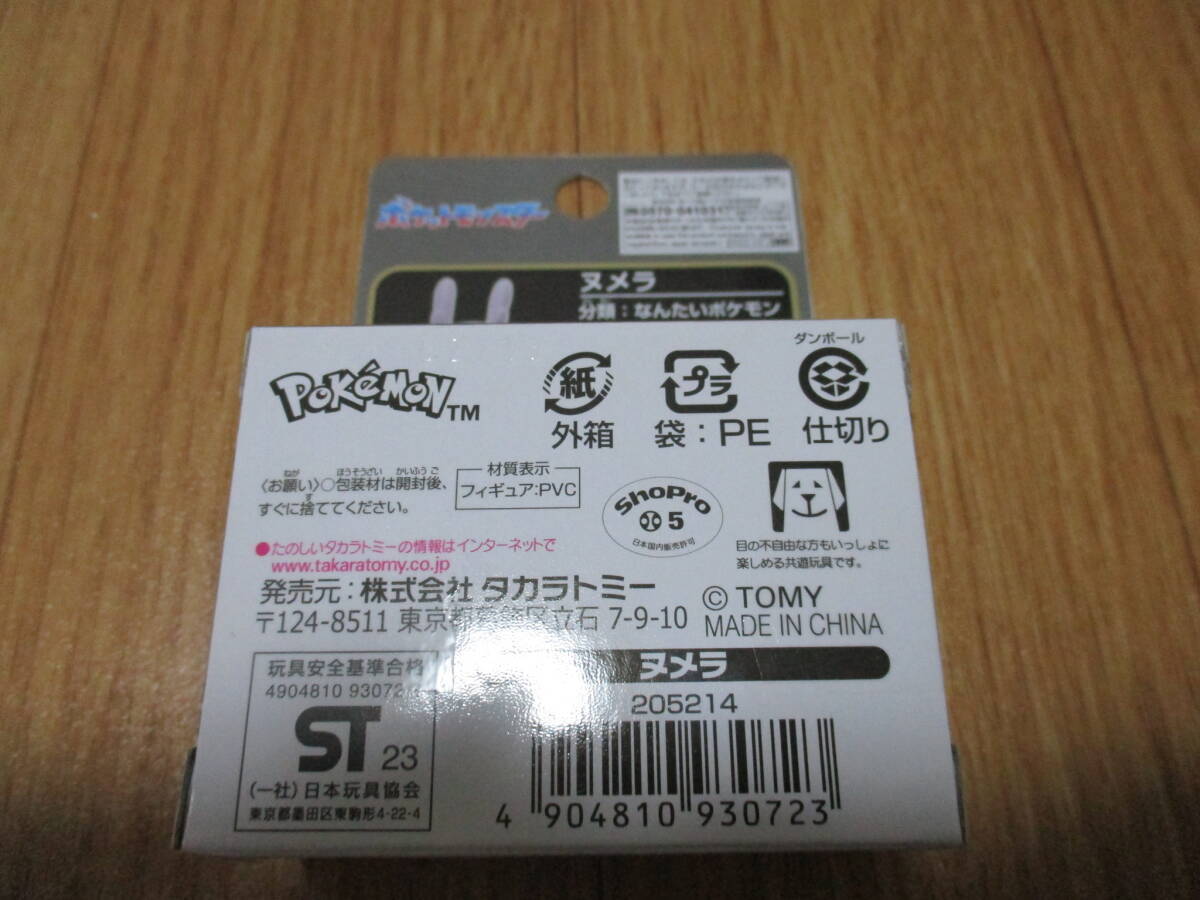 ポケットモンスター
ヌメラ
分類：なんたいポケモン
POKéMON TM
紙
外箱
プラ
袋：PE
ダンボール
仕切り
〈お願い〉○包装材は開封後、
すぐに捨ててください。
材質表示
フィギュア:PVC
ShoPro
5
日本国内販売許可
目の不自由な方もいっしょに
楽しめる共遊玩具です。
●たのしいタカラトミーの情報はインターネットで
www.takaratomy.co.jp
発売元：株式会社 タカラトミー
〒124-8511 東京都 区立石 7-9-10
© TOMY
MADE IN CHINA
玩具安全基準合格
4904810 93072
ST 23
(一社)日本玩具協会
東京都墨田区東駒形4-22-4
ヌメラ
205214
4 904810 930723